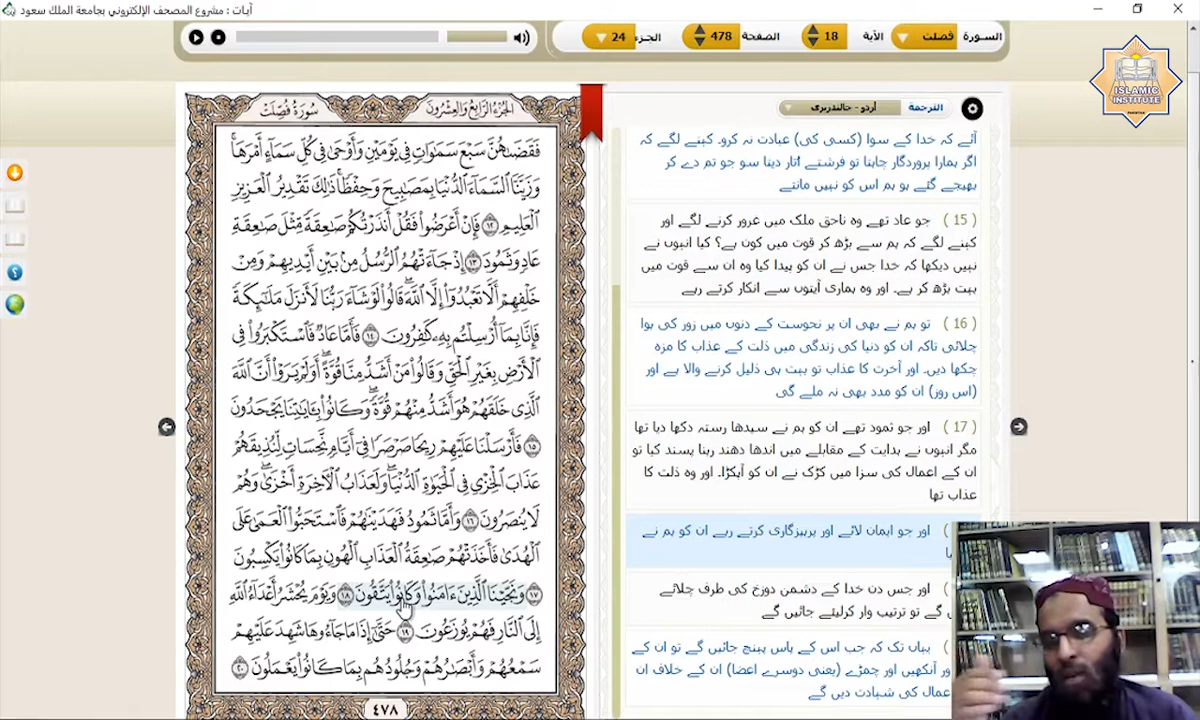 آيات : مشروع المصحف الإلكتروني بجامعة الملك سعود
السورة فصلت الآية 18 الصفحة 478 الجزء 24
ISLAMIC
INSTITUTE
PAKISTAN
سُورَةُ فُصِّلَتْ
الجُزْءُ الرَّابِعُ وَالعِشْرُونَ
فَقَضَىٰهُنَّ سَبْعَ سَمَٰوَاتٍ فِي يَوْمَيْنِ وَأَوْحَىٰ فِي كُلِّ سَمَآءٍ أَمْرَهَا ۚ
وَزَيَّنَّا ٱلسَّمَآءَ ٱلدُّنْيَا بِمَصَٰبِيحَ وَحِفْظًا ۚ ذَٰلِكَ تَقْدِيرُ ٱلْعَزِيزِ
ٱلْعَلِيمِ ١٢ فَإِنْ أَعْرَضُوا۟ فَقُلْ أَنذَرْتُكُمْ صَٰعِقَةً مِّثْلَ صَٰعِقَةِ
عَادٍ وَثَمُودَ ١٣ إِذْ جَآءَتْهُمُ ٱلرُّسُلُ مِنۢ بَيْنِ أَيْدِيهِمْ وَمِنْ
خَلْفِهِمْ أَلَّا تَعْبُدُوٓا۟ إِلَّا ٱللَّهَ ۖ قَالُوا۟ لَوْ شَآءَ رَبُّنَا لَأَنزَلَ مَلَٰٓئِكَةً
فَإِنَّا بِمَآ أُرْسِلْتُم بِهِۦ كَٰفِرُونَ ١٤ فَأَمَّا عَادٌ فَٱسْتَكْبَرُوا۟ فِي
ٱلْأَرْضِ بِغَيْرِ ٱلْحَقِّ وَقَالُوا۟ مَنْ أَشَدُّ مِنَّا قُوَّةً ۖ أَوَلَمْ يَرَوْا۟ أَنَّ ٱللَّهَ
ٱلَّذِي خَلَقَهُمْ هُوَ أَشَدُّ مِنْهُمْ قُوَّةً ۖ وَكَانُوا۟ بِـَٔايَٰتِنَا يَجْحَدُونَ
١٥ فَأَرْسَلْنَا عَلَيْهِمْ رِيحًا صَرْصَرًا فِيٓ أَيَّامٍ نَّحِسَاتٍ لِّنُذِيقَهُمْ
عَذَابَ ٱلْخِزْيِ فِي ٱلْحَيَوٰةِ ٱلدُّنْيَا ۖ وَلَعَذَابُ ٱلْءَاخِرَةِ أَخْزَىٰ ۖ وَهُمْ
لَا يُنصَرُونَ ١٦ وَأَمَّا ثَمُودُ فَهَدَيْنَٰهُمْ فَٱسْتَحَبُّوا۟ ٱلْعَمَىٰ عَلَى
ٱلْهُدَىٰ فَأَخَذَتْهُمْ صَٰعِقَةُ ٱلْعَذَابِ ٱلْهُونِ بِمَا كَانُوا۟ يَكْسِبُونَ
١٧ وَنَجَّيْنَا ٱلَّذِينَ ءَامَنُوا۟ وَكَانُوا۟ يَتَّقُونَ ١٨ وَيَوْمَ يُحْشَرُ أَعْدَآءُ ٱللَّهِ
إِلَى ٱلنَّارِ فَهُمْ يُوزَعُونَ ١٩ حَتَّىٰٓ إِذَا مَا جَآءُوهَا شَهِدَ عَلَيْهِمْ
سَمْعُهُمْ وَأَبْصَٰرُهُمْ وَجُلُودُهُم بِمَا كَانُوا۟ يَعْمَلُونَ ٢٠
٤٧٨
الترجمة أردو - جالندربرى
آئے کہ خدا کے سوا (کسی کی) عبادت نہ کرو۔ کہنے لگے کہ
اگر ہمارا پروردگار چاہتا تو فرشتے اتار دیتا سو جو تم دے کر
بھیجے گئے ہو ہم اس کو نہیں مانتے
( 15 ) جو عاد تھے وہ ناحق ملک میں غرور کرنے لگے اور
کہنے لگے کہ ہم سے بڑھ کر قوت میں کون ہے؟ کیا انہوں نے
نہیں دیکھا کہ خدا جس نے ان کو پیدا کیا وہ ان سے قوت میں
بہت بڑھ کر ہے۔ اور وہ ہماری آیتوں سے انکار کرتے رہے
( 16 ) تو ہم نے بھی ان پر نحوست کے دنوں میں زور کی ہوا
چلائی تاکہ ان کو دنیا کی زندگی میں ذلت کے عذاب کا مزہ
چکھا دیں۔ اور آخرت کا عذاب تو بہت ہی ذلیل کرنے والا ہے اور
(اس روز) ان کو مدد بھی نہ ملے گی
( 17 ) اور جو ثمود تھے ان کو ہم نے سیدھا رستہ دکھا دیا تھا
مگر انہوں نے ہدایت کے مقابلے میں اندھا دھند رہنا پسند کیا تو
ان کے اعمال کی سزا میں کڑک نے ان کو آپکڑا۔ اور وہ ذلت کا
عذاب تھا
اور جو ایمان لائے اور پرہیزگاری کرتے رہے ان کو ہم نے
اور جس دن خدا کے دشمن دوزخ کی طرف چلائے
گے تو ترتیب وار کرلیئے جائیں گے
یہاں تک کہ جب اس کے پاس پہنچ جائیں گے تو ان کے
اور آنکھیں اور چمڑے (یعنی دوسرے اعضا) ان کے خلاف ان
اعمال کی شہادت دیں گے